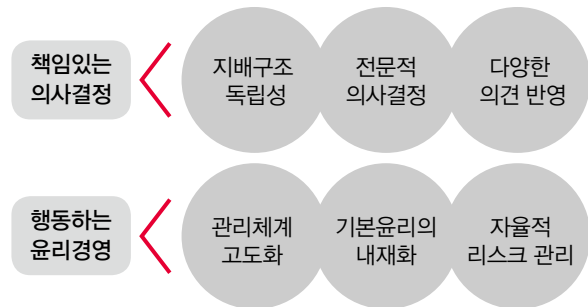 책임있는
의사결정
지배구조
독립성
전문적
의사결정
다양한
의견 반영
행동하는
윤리경영
관리체계
고도화
기본윤리의
내재화
자율적
리스크 관리